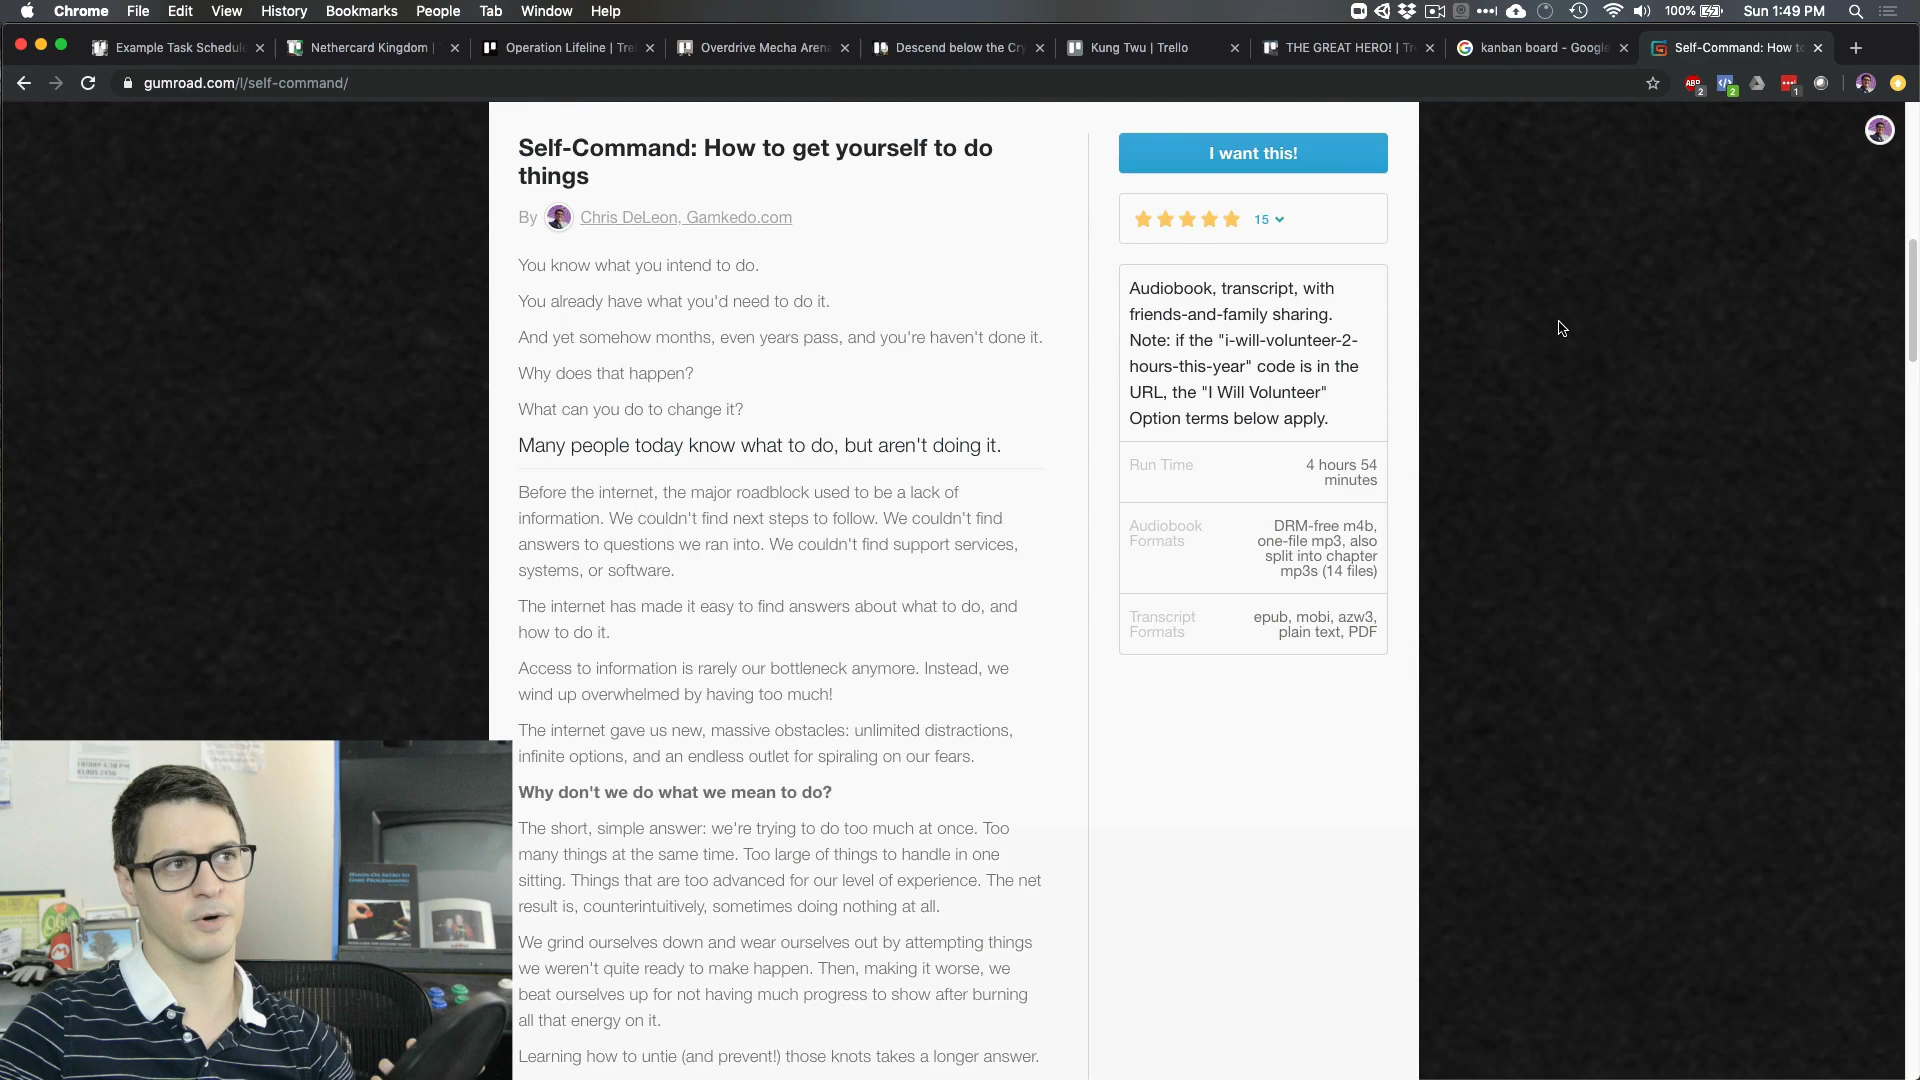 Chrome File Edit View History Bookmarks People Tab Window Help 100% Sun 1:49 PM
Example Task Schedule Nethercard Kingdom | Operation Lifeline | Tre Overdrive Mecha Arena Descend below the Cry Kung Twu | Trello THE GREAT HERO! | Tr kanban board - Google Self-Command: How to
gumroad.com/l/self-command/
ABP 2 2 1
Self-Command: How to get yourself to do
things
By Chris DeLeon, Gamkedo.com
You know what you intend to do.
You already have what you'd need to do it.
And yet somehow months, even years pass, and you're haven't done it.
Why does that happen?
What can you do to change it?
Many people today know what to do, but aren't doing it.
Before the internet, the major roadblock used to be a lack of
information. We couldn't find next steps to follow. We couldn't find
answers to questions we ran into. We couldn't find support services,
systems, or software.
The internet has made it easy to find answers about what to do, and
how to do it.
Access to information is rarely our bottleneck anymore. Instead, we
wind up overwhelmed by having too much!
The internet gave us new, massive obstacles: unlimited distractions,
infinite options, and an endless outlet for spiraling on our fears.
Why don't we do what we mean to do?
The short, simple answer: we're trying to do too much at once. Too
many things at the same time. Too large of things to handle in one
sitting. Things that are too advanced for our level of experience. The net
result is, counterintuitively, sometimes doing nothing at all.
We grind ourselves down and wear ourselves out by attempting things
we weren't quite ready to make happen. Then, making it worse, we
beat ourselves up for not having much progress to show after burning
all that energy on it.
Learning how to untie (and prevent!) those knots takes a longer answer.
I want this!
15
Audiobook, transcript, with
friends-and-family sharing.
Note: if the "i-will-volunteer-2-
hours-this-year" code is in the
URL, the "I Will Volunteer"
Option terms below apply.
Run Time 4 hours 54
minutes
Audiobook DRM-free m4b,
Formats one-file mp3, also
split into chapter
mp3s (14 files)
Transcript epub, mobi, azw3,
Formats plain text, PDF
HANDS-ON INTRO TO
GAME PROGRAMMING